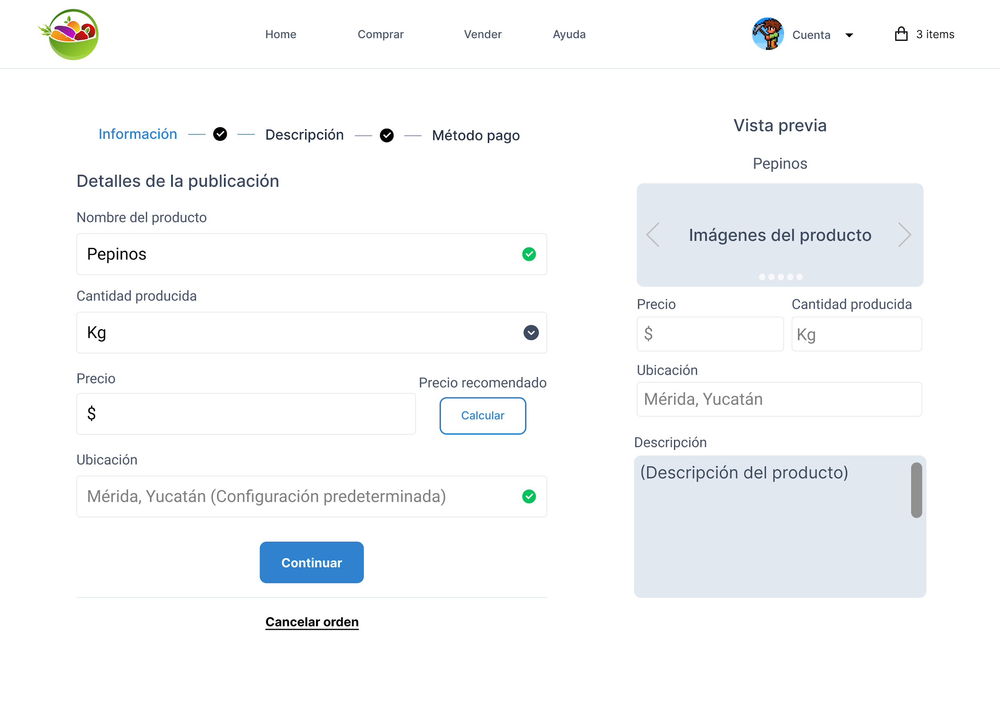 Home
Comprar
Vender
Ayuda
Cuenta
3 items
Información
Descripción
Método pago
Detalles de la publicación
Nombre del producto
Pepinos
Cantidad producida
Kg
Precio
$
Precio recomendado
Calcular
Ubicación
Mérida, Yucatán (Configuración predeterminada)
Continuar
Cancelar orden
Vista previa
Pepinos
Imágenes del producto
Precio
$
Cantidad producida
Kg
Ubicación
Mérida, Yucatán
Descripción
(Descripción del producto)